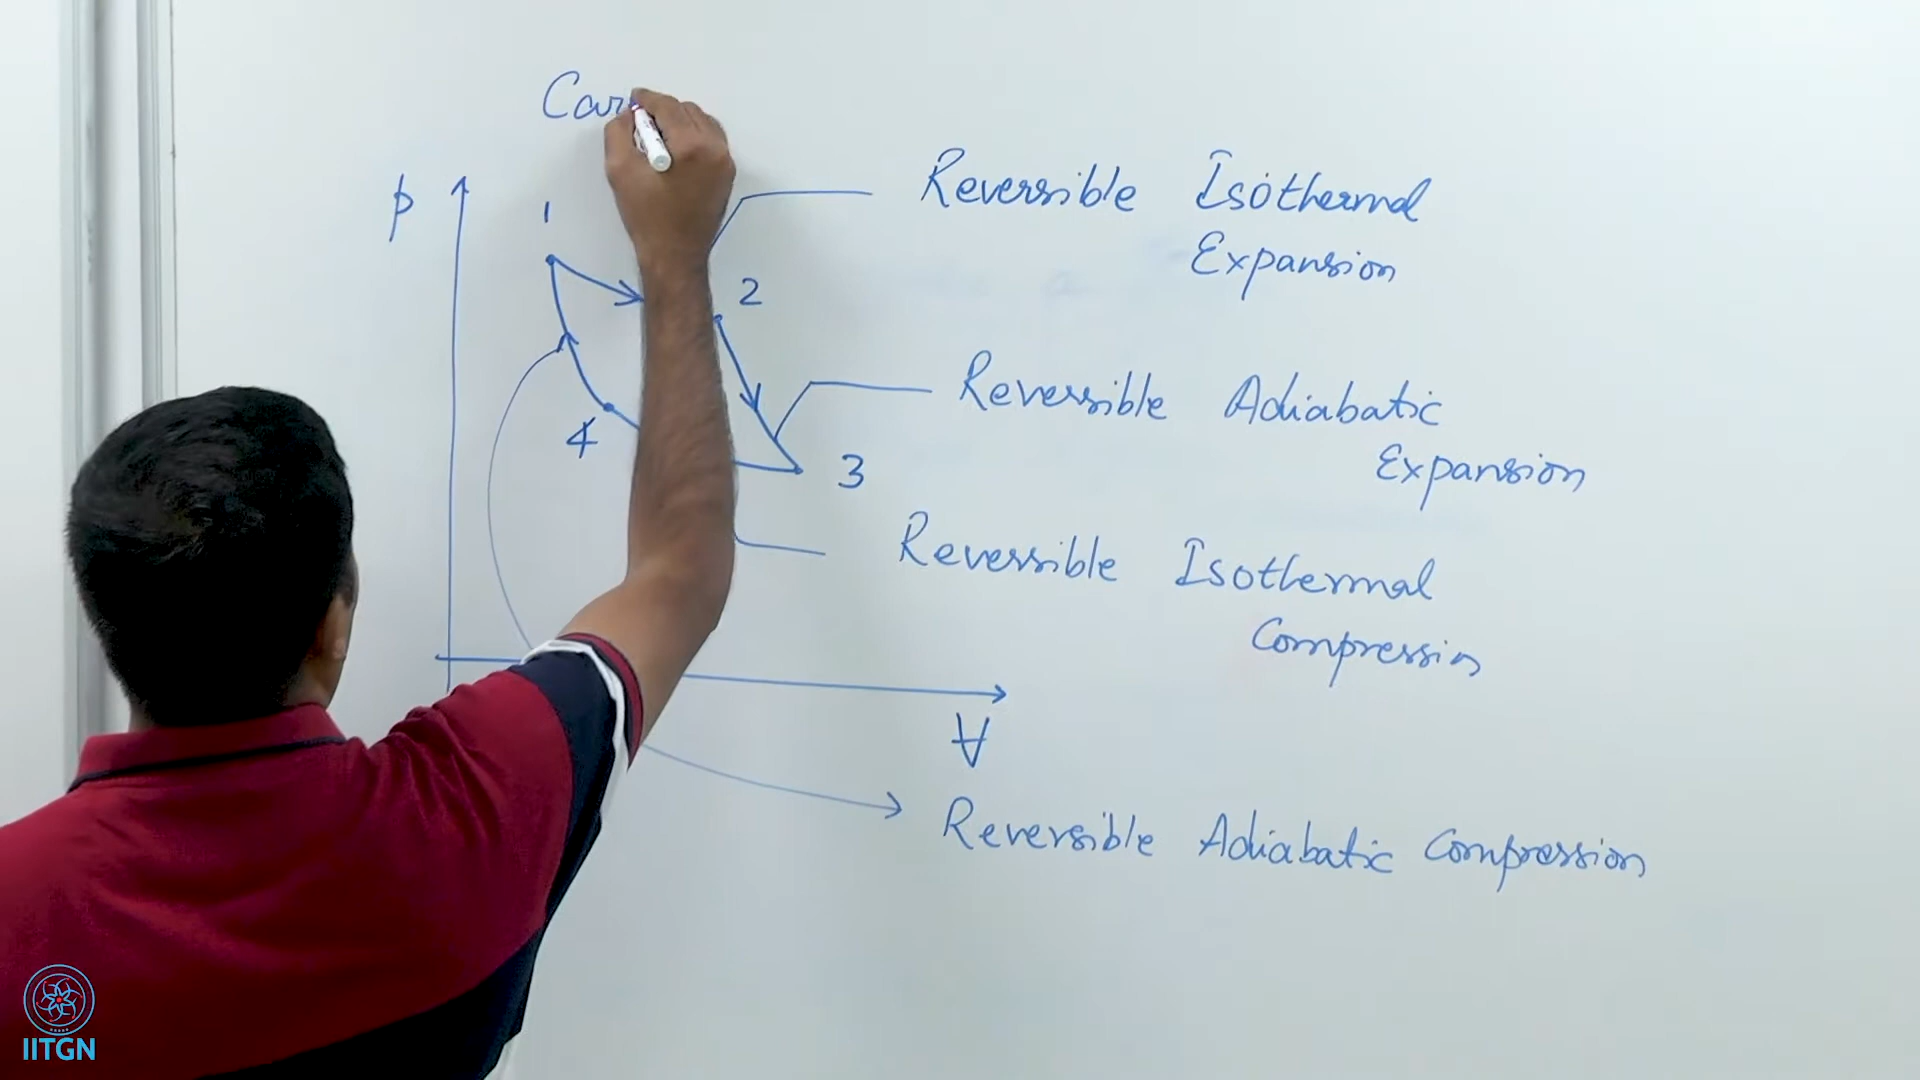 Car
p
1
Reversible Isothermal
Expansion
2
Reversible Adiabatic
Expansion
4
3
Reversible Isothermal
Compression
V
Reversible Adiabatic Compression
IITGN